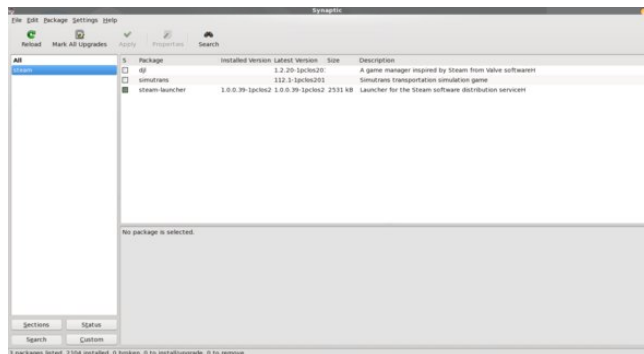 Synaptic
File Edit Package Settings Help
Reload Mark All Upgrades Apply Properties Search
All
steam
S Package Installed Version Latest Version Size Description
djl 1.2.20-1pclos20: A game manager inspired by Steam from Valve softwareH
simutrans 112.1-1pclos201 Simutrans transportation simulation game
steam-launcher 1.0.0.39-1pclos2 1.0.0.39-1pclos2 2531 kB Launcher for the Steam software distribution serviceH
No package is selected.
Sections Status
Search Custom
3 packages listed, 2104 installed, 0 broken. 0 to install/upgrade, 0 to remove